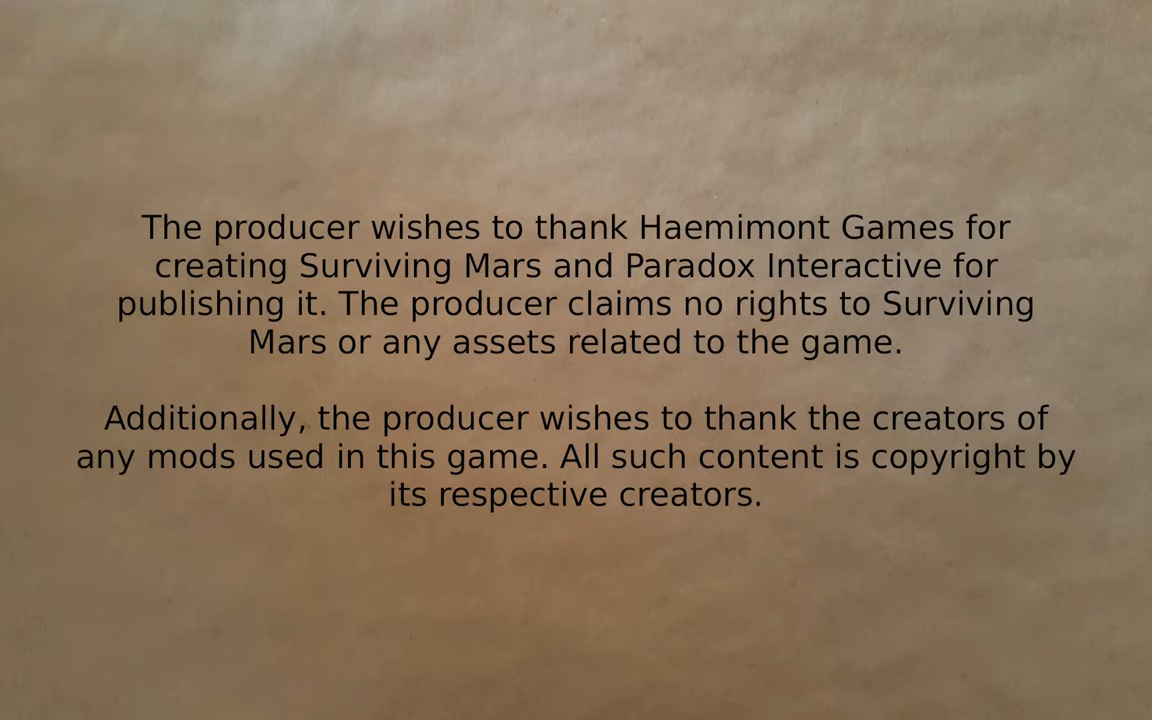 The producer wishes to thank Haemimont Games for
creating Surviving Mars and Paradox Interactive for
publishing it. The producer claims no rights to Surviving
Mars or any assets related to the game.
Additionally, the producer wishes to thank the creators of
any mods used in this game. All such content is copyright by
its respective creators.